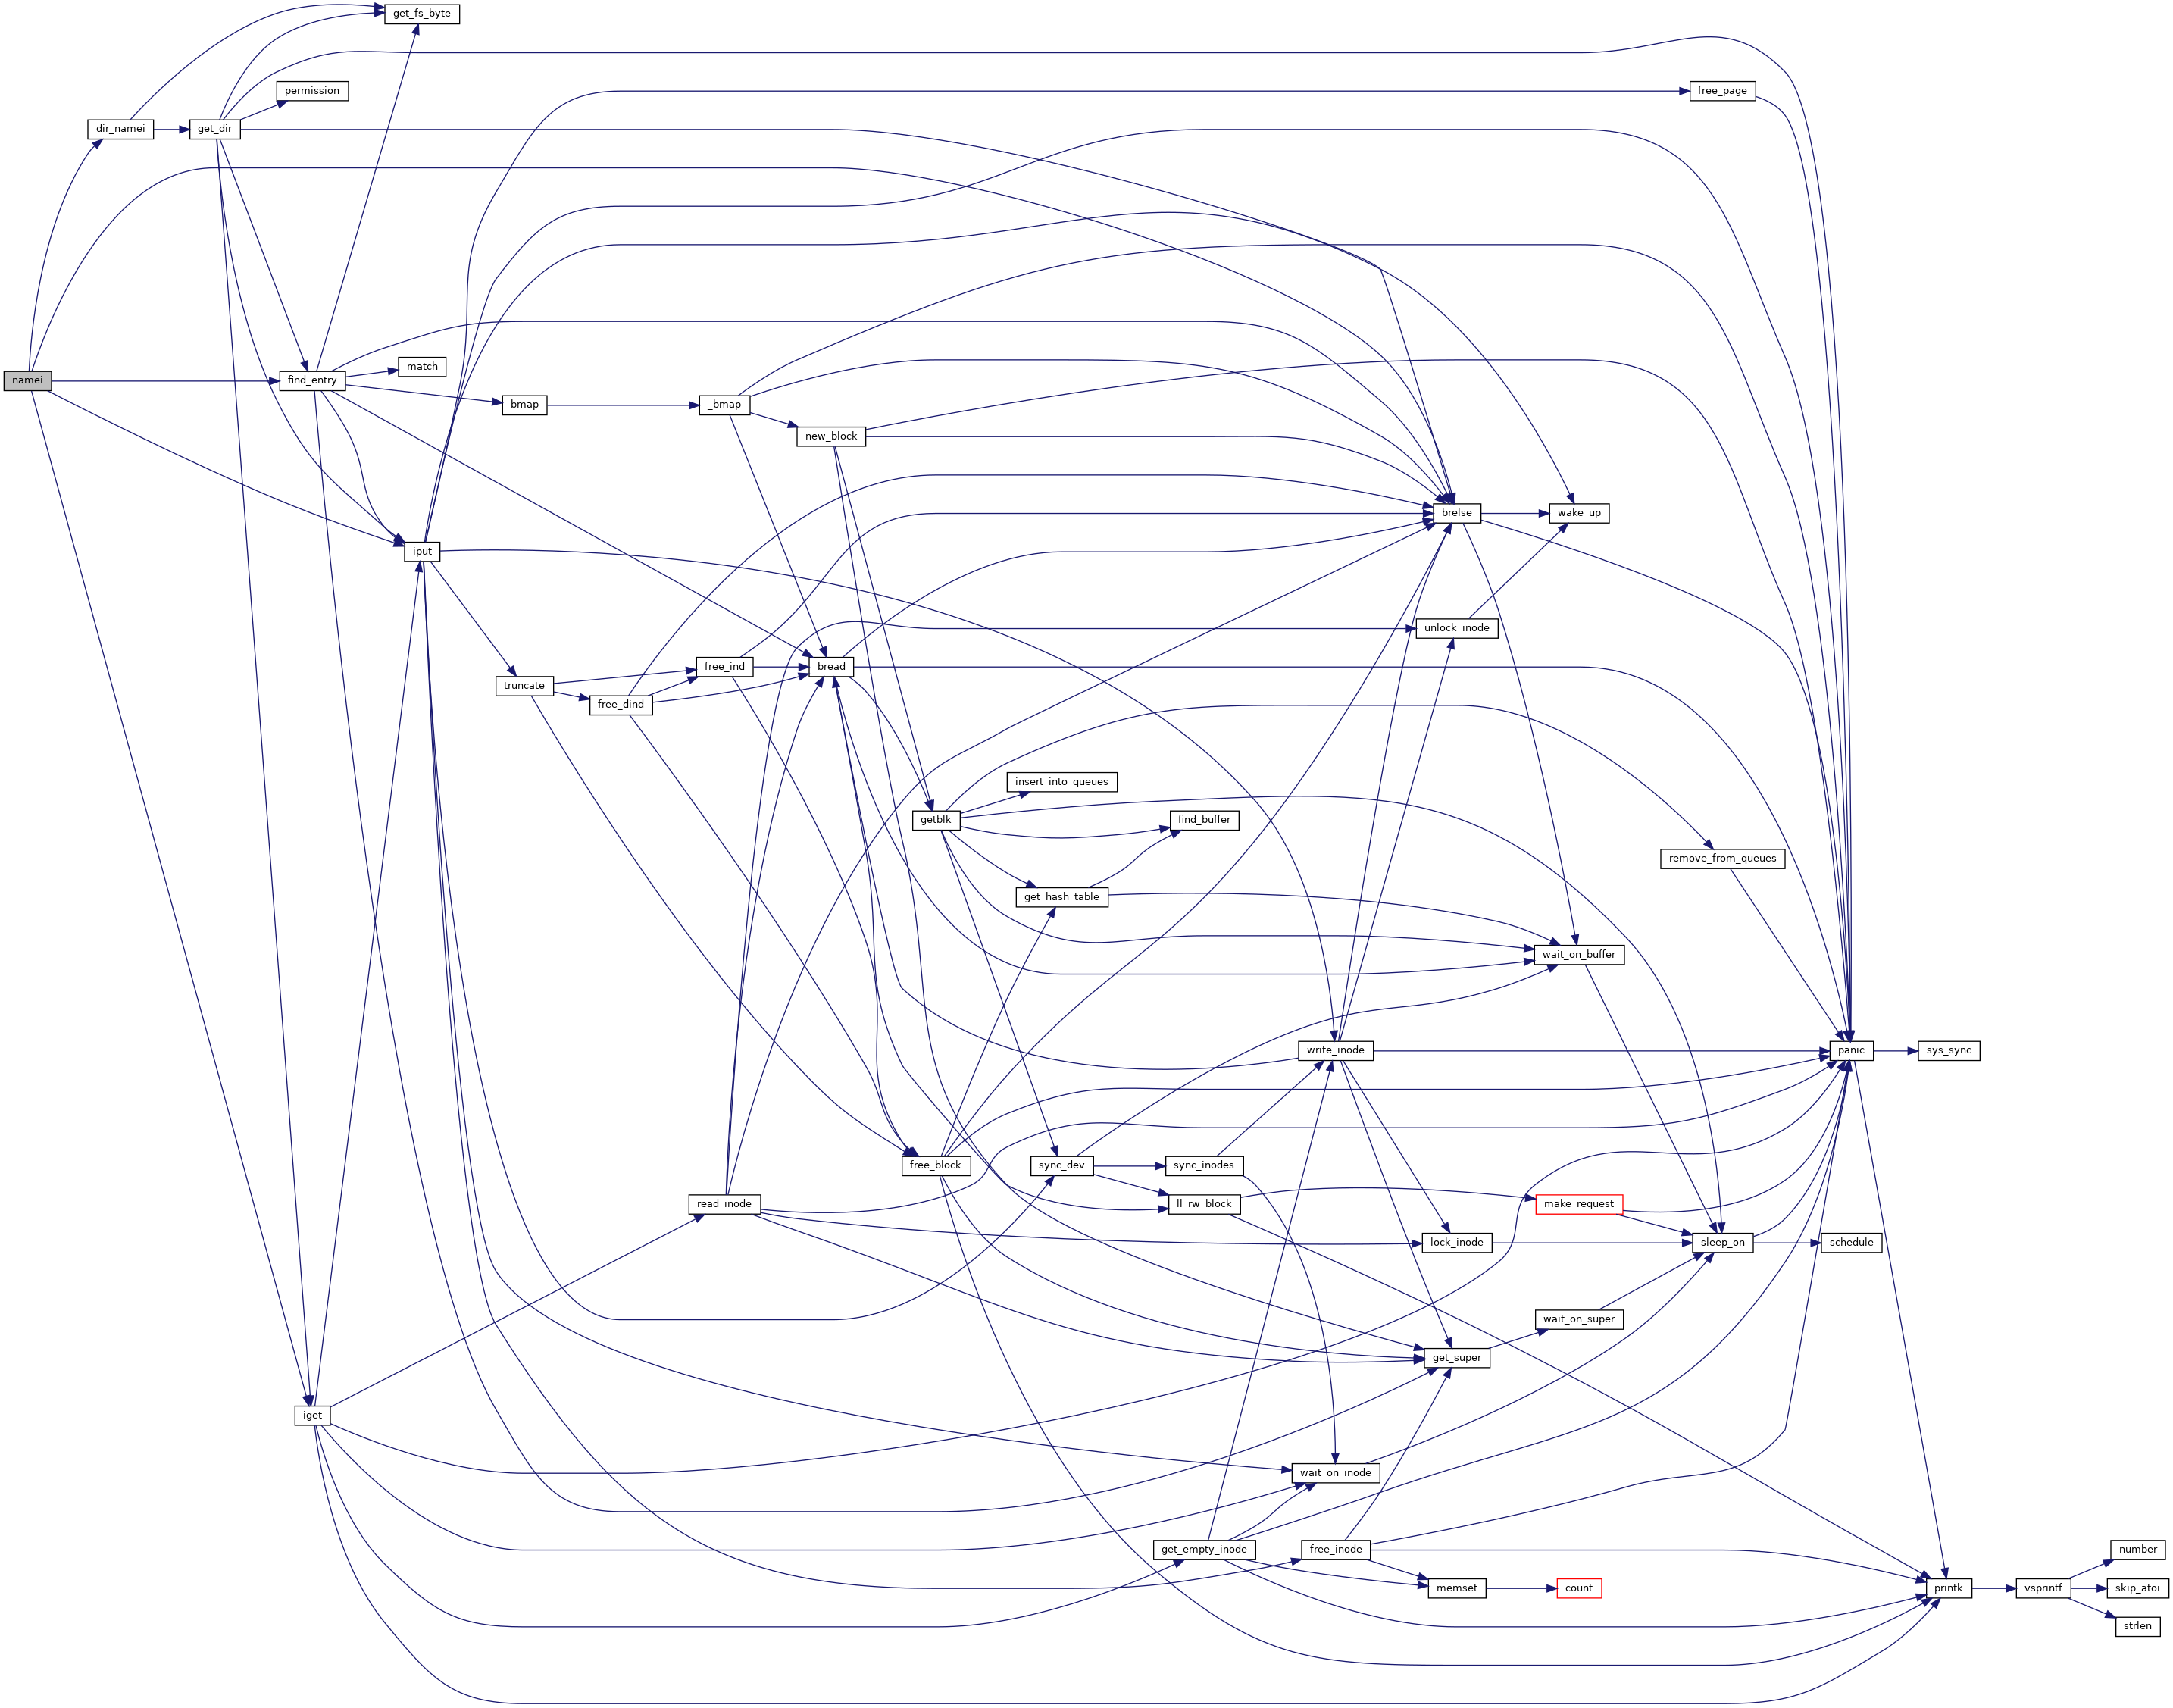 get_fs_byte
permission
free_page
dir_namei
get_dir
match
namei
find_entry
bmap
_bmap
new_block
brelse
wake_up
iput
unlock_inode
free_ind
bread
truncate
free_dind
insert_into_queues
getblk
find_buffer
remove_from_queues
get_hash_table
wait_on_buffer
write_inode
panic
sys_sync
free_block
sync_dev
sync_inodes
read_inode
ll_rw_block
make_request
lock_inode
sleep_on
schedule
wait_on_super
get_super
iget
wait_on_inode
get_empty_inode
free_inode
number
memset
count
printk
vsprintf
skip_atoi
strlen